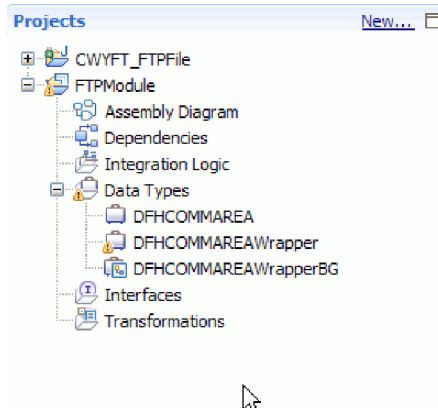 Projects New...
CWYFT_FTPFile
FTPModule
Assembly Diagram
Dependencies
Integration Logic
Data Types
DFHCOMMAREA
DFHCOMMAREAWrapper
DFHCOMMAREAWrapperBG
Interfaces
Transformations